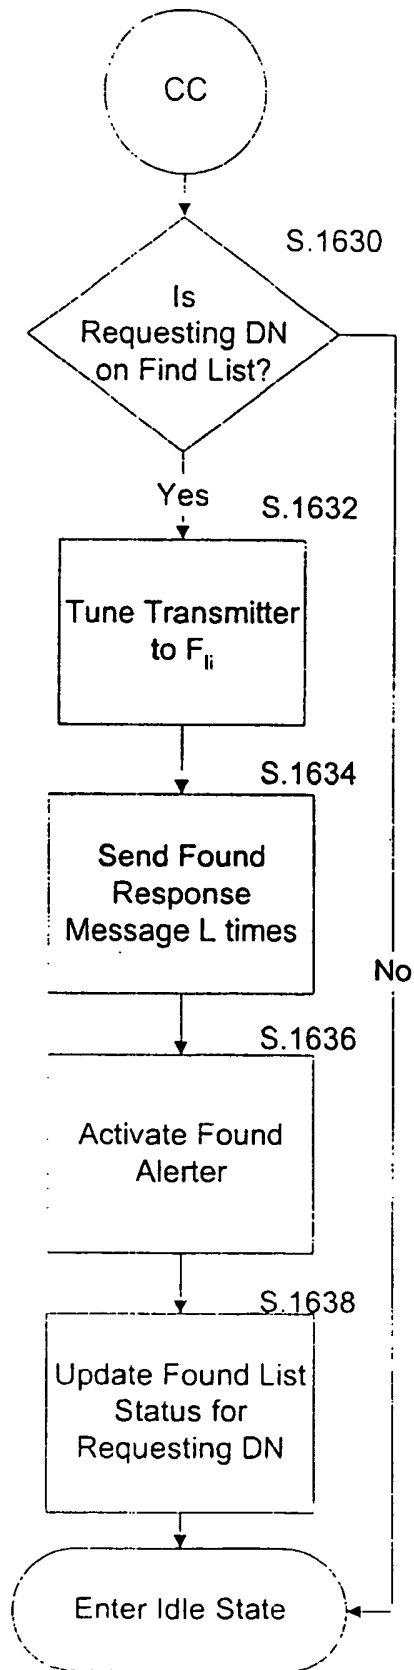 CC
S.1630
Is
Requesting DN
on Find List?
Yes
S.1632
Tune Transmitter
to Fli
S.1634
Send Found
Response
Message L times
No
S.1636
Activate Found
Alerter
S.1638
Update Found List
Status for
Requesting DN
Enter Idle State